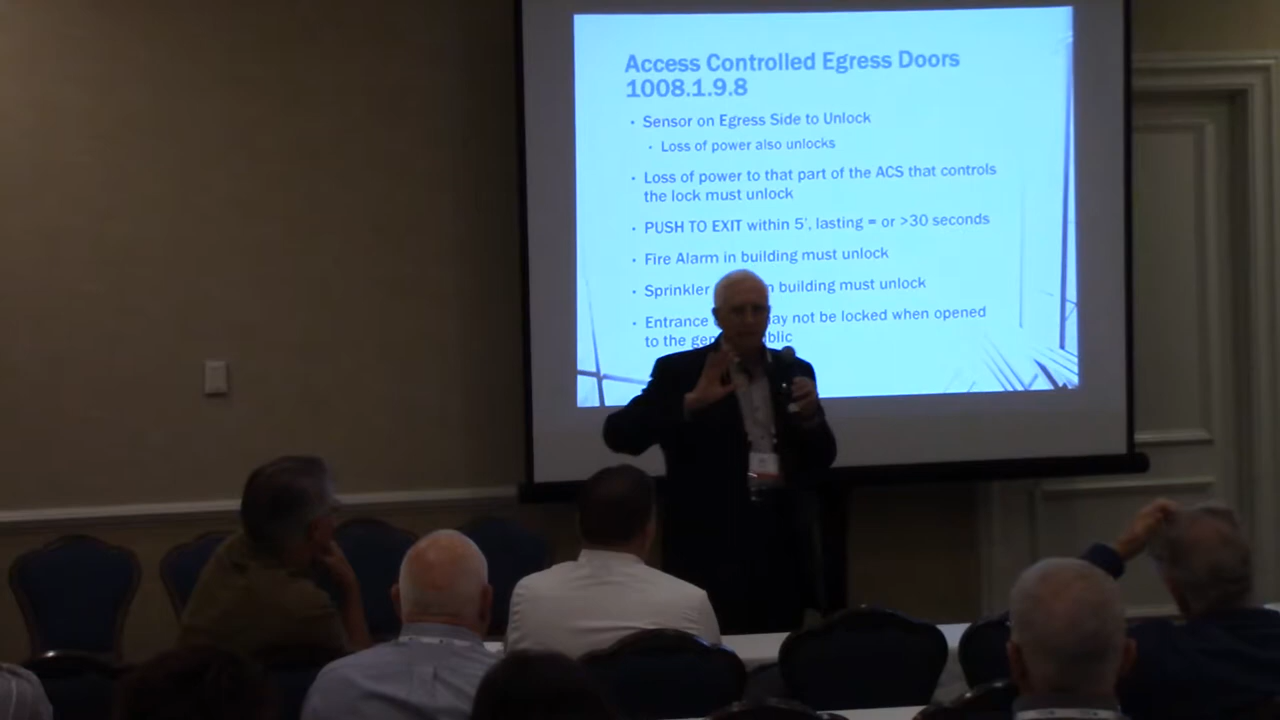 Access Controlled Egress Doors
1008.1.9.8
• Sensor on Egress Side to Unlock
• Loss of power also unlocks
• Loss of power to that part of the ACS that controls
the lock must unlock
• PUSH TO EXIT within 5', lasting = or >30 seconds
• Fire Alarm in building must unlock
• Sprinkler building must unlock
• Entrance not be locked when opened
to the